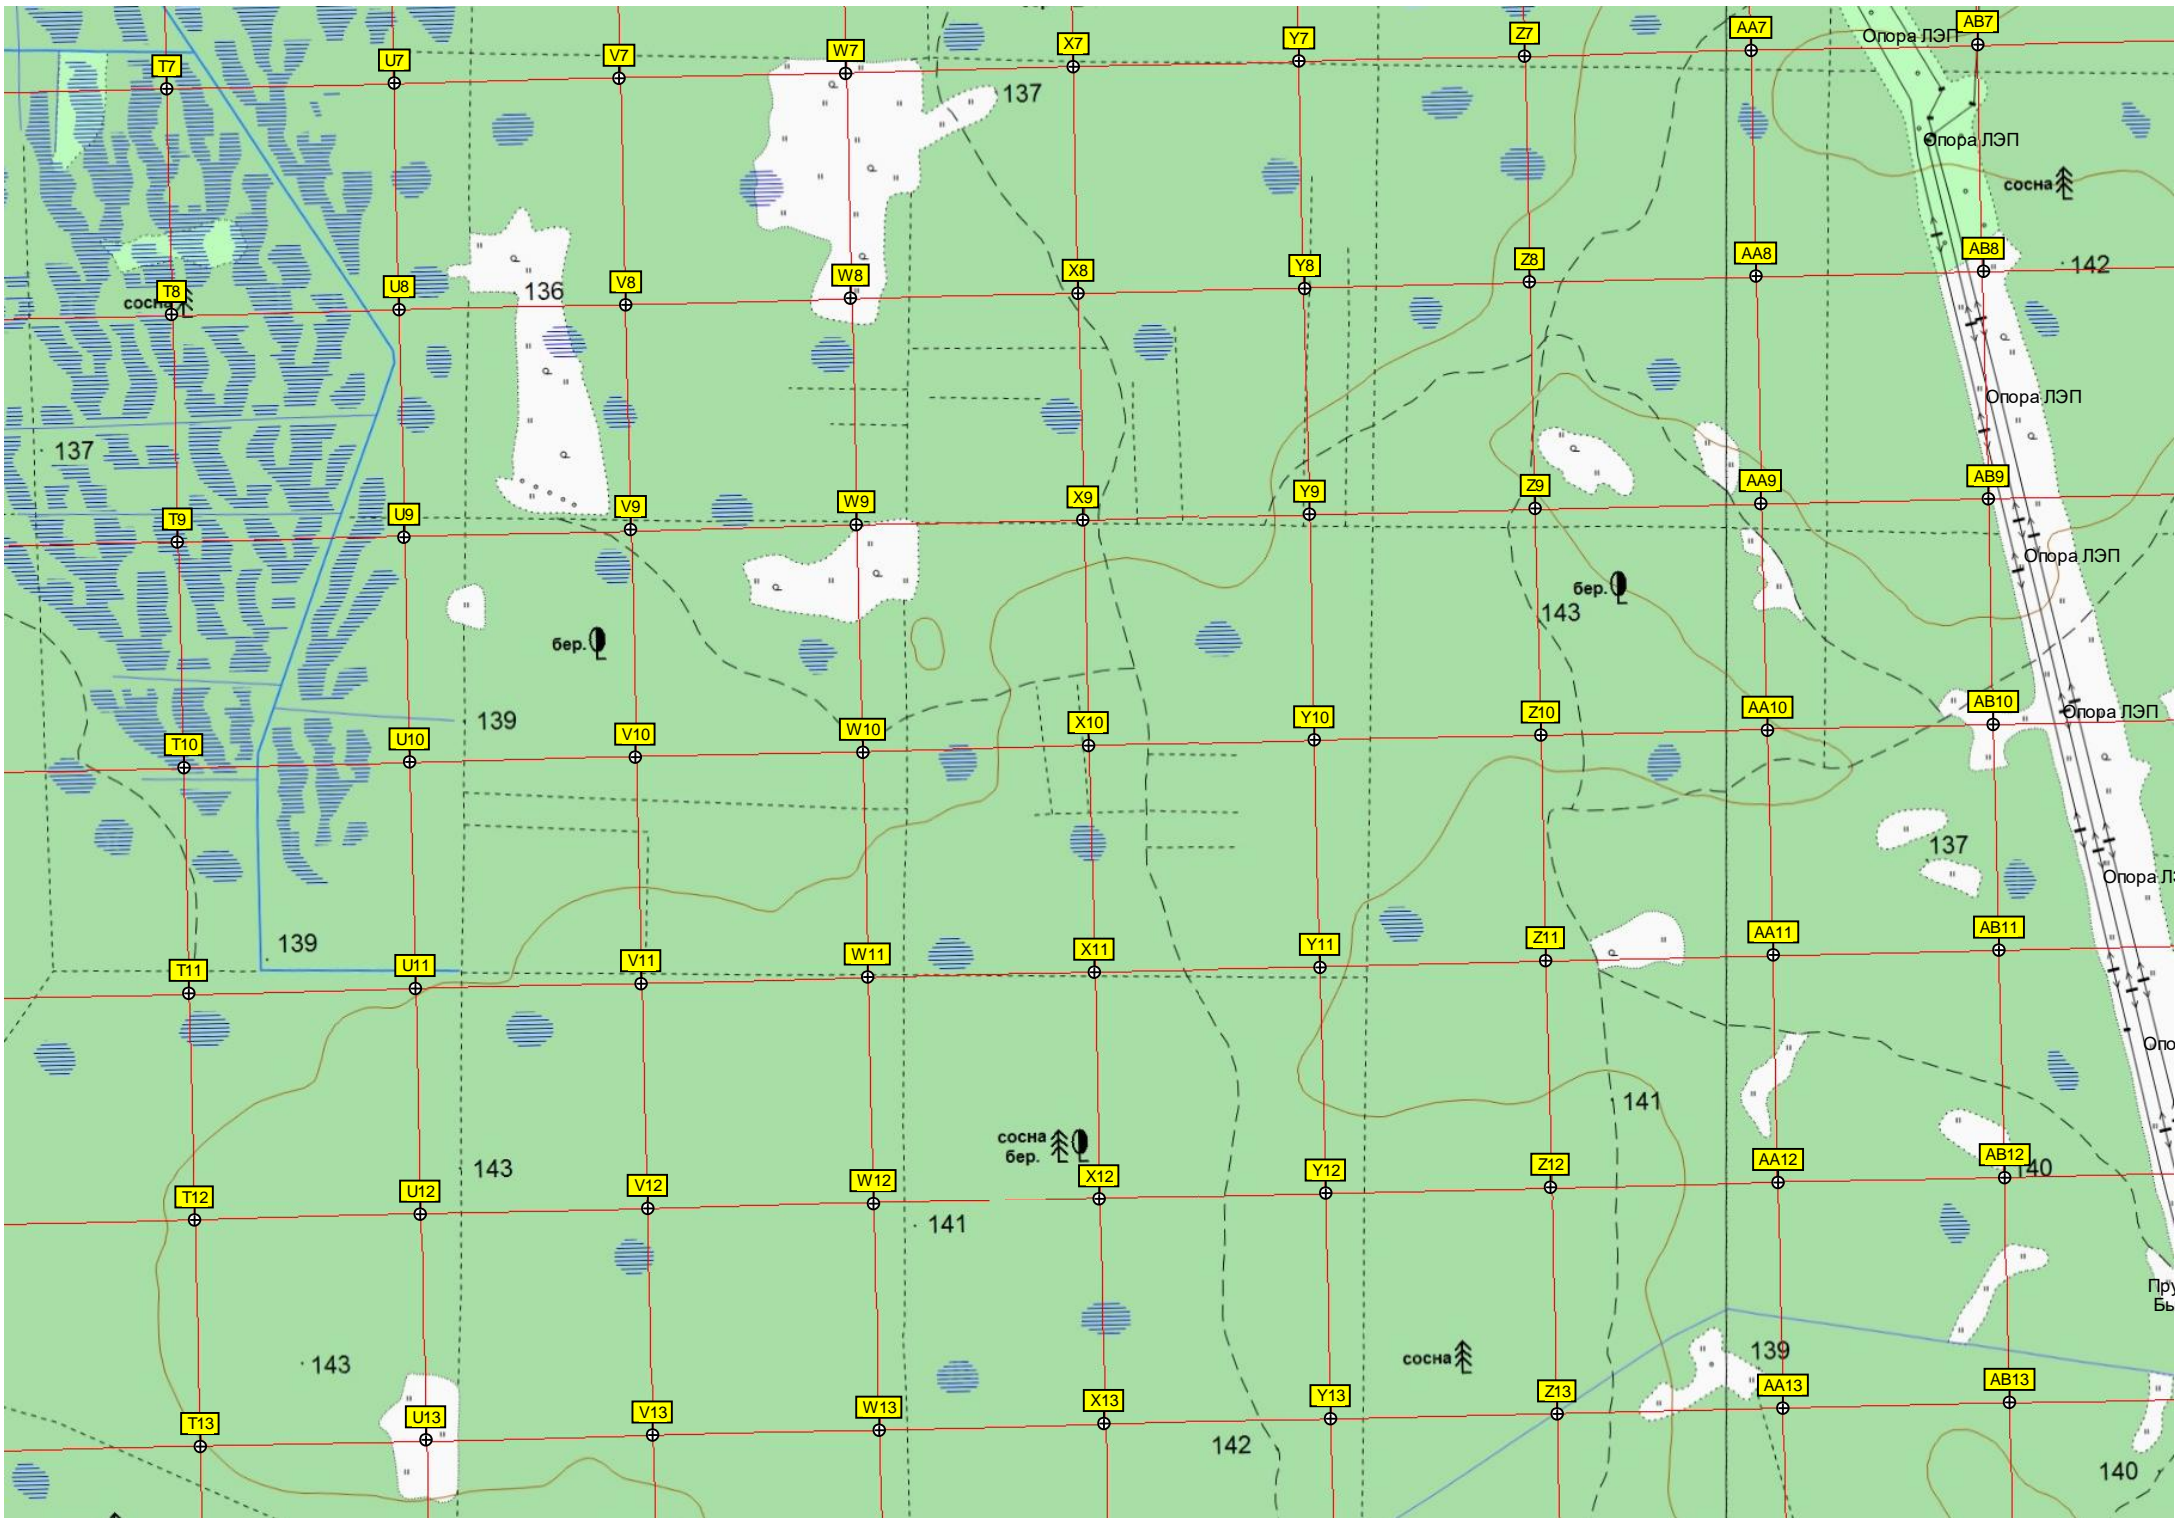 T7 U7 V7 W7 X7 Y7 Z7 AA7 AB7
Опора ЛЭП
137
Опора ЛЭП
сосна
T8 U8 V8 W8 X8 Y8 Z8 AA8 AB8
сосна
136
142
Опора ЛЭП
137
T9 U9 V9 W9 X9 Y9 Z9 AA9 AB9
Опора ЛЭП
бер.
143
бер.
139
T10 U10 V10 W10 X10 Y10 Z10 AA10 AB10
Опора ЛЭП
137
Опора
139
T11 U11 V11 W11 X11 Y11 Z11 AA11 AB11
141
сосна
бер.
143
T12 U12 V12 W12 X12 Y12 Z12 AA12 AB12
140
141
139
сосна
143
T13 U13 V13 W13 X13 Y13 Z13 AA13 AB13
142
140